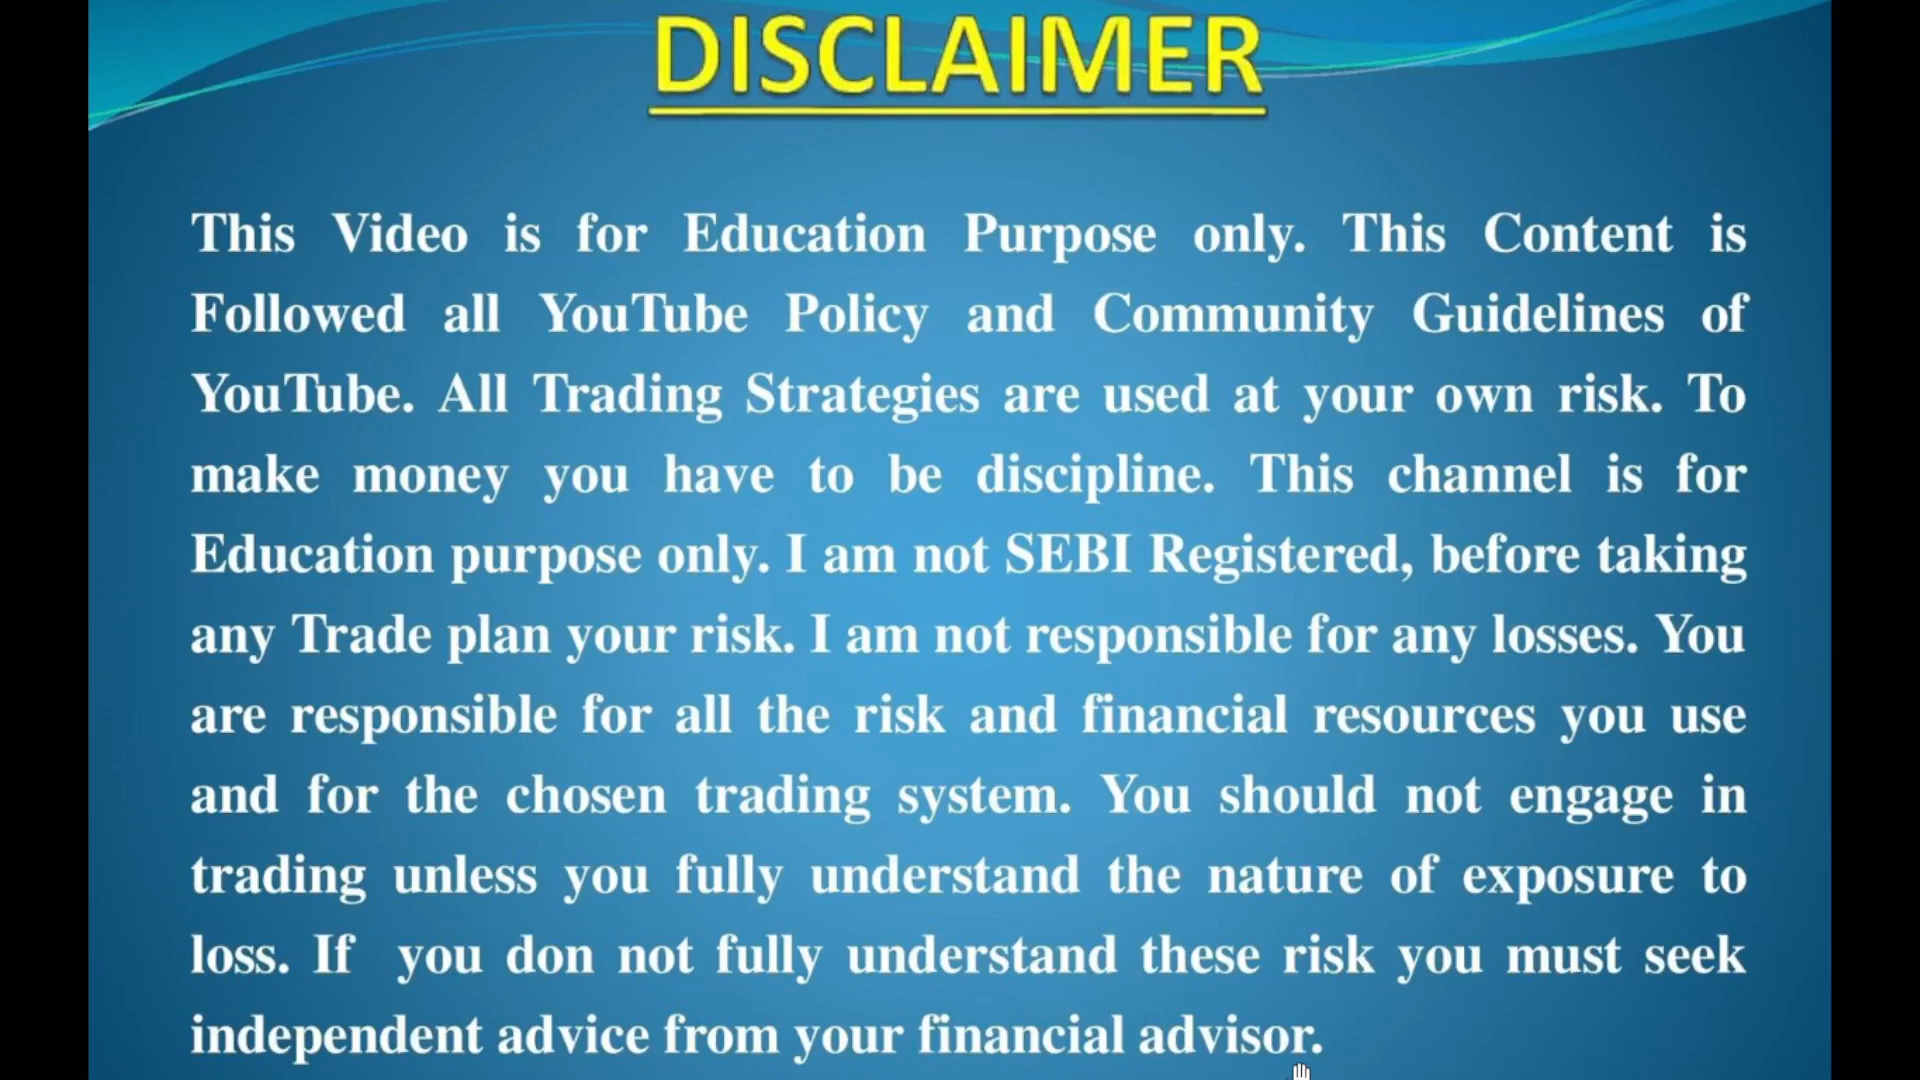 DISCLAIMER
This Video is for Education Purpose only. This Content is
Followed all YouTube Policy and Community Guidelines of
YouTube. All Trading Strategies are used at your own risk. To
make money you have to be discipline. This channel is for
Education purpose only. I am not SEBI Registered, before taking
any Trade plan your risk. I am not responsible for any losses. You
are responsible for all the risk and financial resources you use
and for the chosen trading system. You should not engage in
trading unless you fully understand the nature of exposure to
loss. If you don not fully understand these risk you must seek
independent advice from your financial advisor.